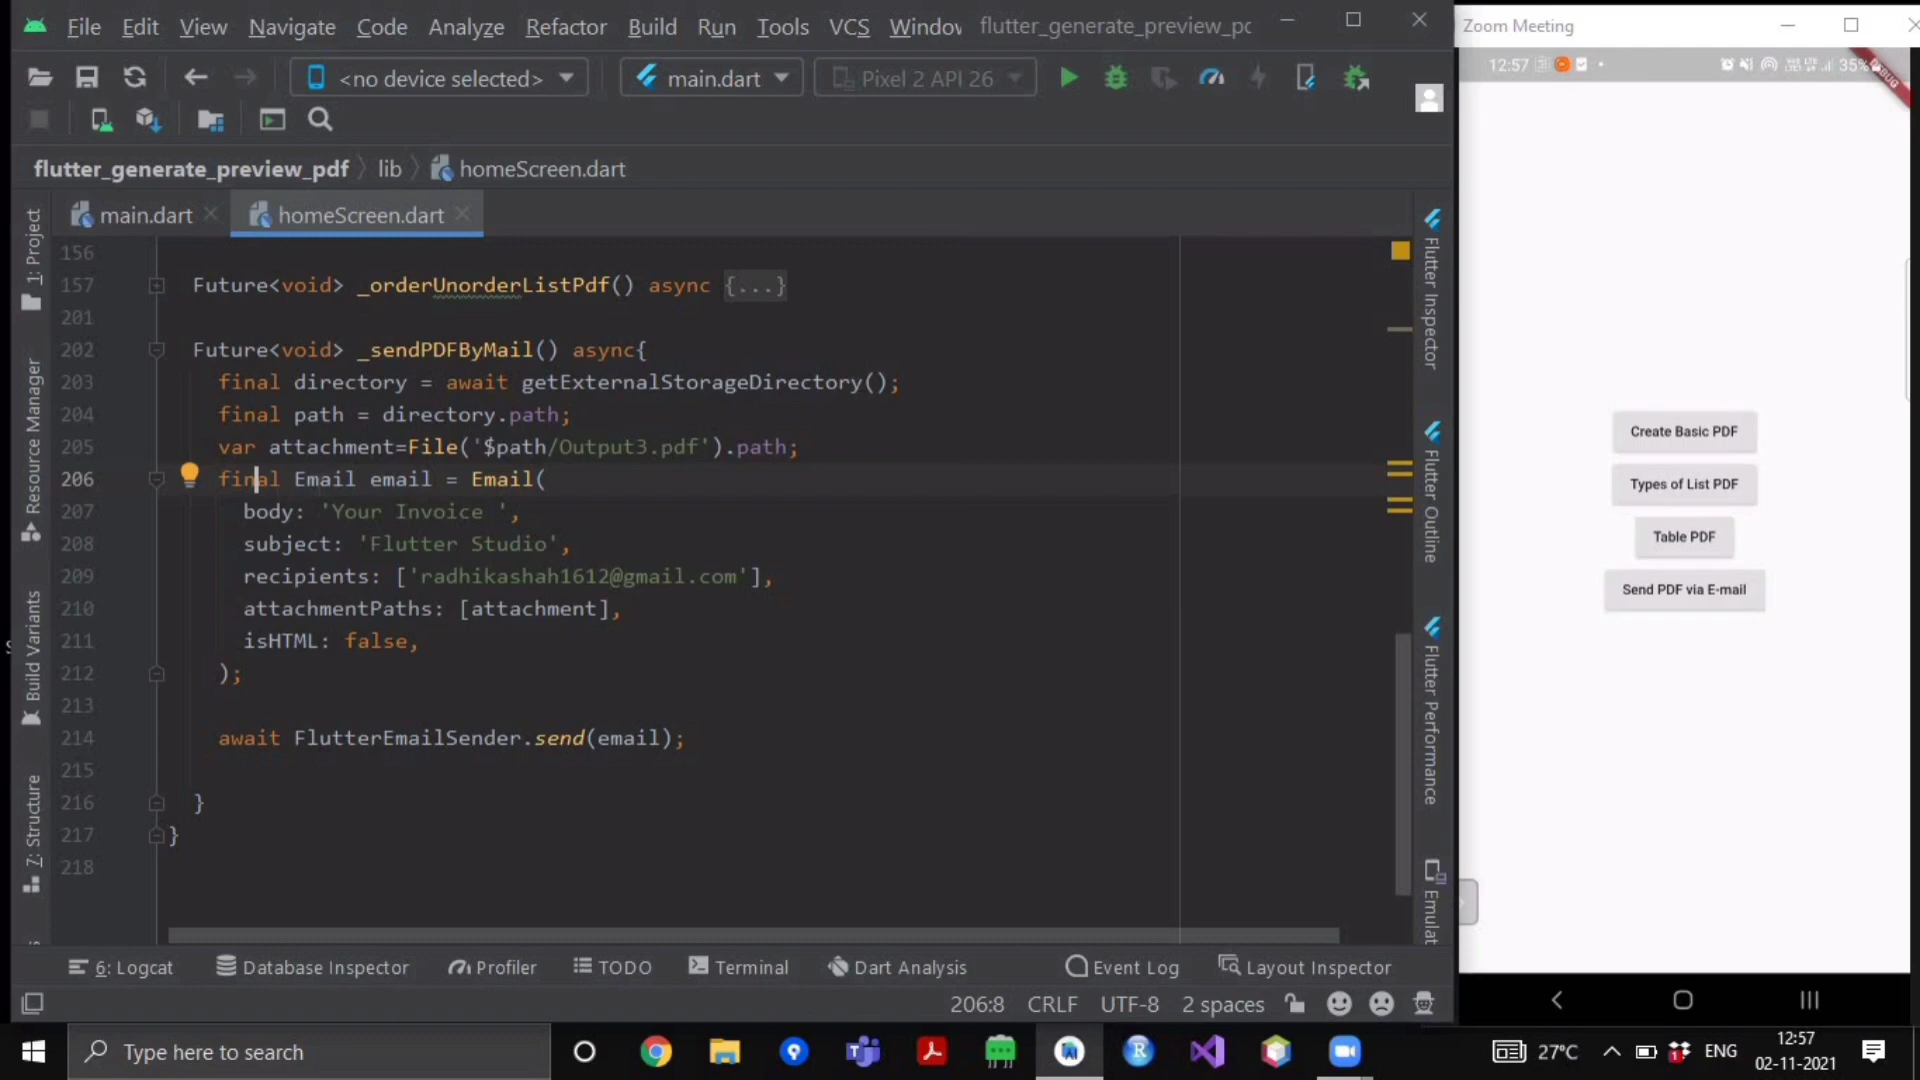 File Edit View Navigate Code Analyze Refactor Build Run Tools VCS Window flutter_generate_preview_pd
<no device selected> main.dart Pixel 2 API 26
flutter_generate_preview_pdf lib homeScreen.dart
main.dart homeScreen.dart
1: Project
Resource Manager
Build Variants
7: Structure
156
157 Future<void> _orderUnorderListPdf() async {...}
201
202 Future<void> _sendPDFByMail() async{
203 final directory = await getExternalStorageDirectory();
204 final path = directory.path;
205 var attachment=File('$path/Output3.pdf').path;
206 final Email email = Email(
207 body: 'Your Invoice ',
208 subject: 'Flutter Studio',
209 recipients: ['radhikashah1612@gmail.com'],
210 attachmentPaths: [attachment],
211 isHTML: false,
212 );
213
214 await FlutterEmailSender.send(email);
215
216 }
217 }
218
Flutter Inspector
Flutter Outline
Flutter Performance
Emulat
6: Logcat Database Inspector Profiler TODO Terminal Dart Analysis Event Log Layout Inspector
206:8 CRLF UTF-8 2 spaces
Zoom Meeting
12:57 35%
Create Basic PDF
Types of List PDF
Table PDF
Send PDF via E-mail
Type here to search
27°C ENG
12:57
02-11-2021